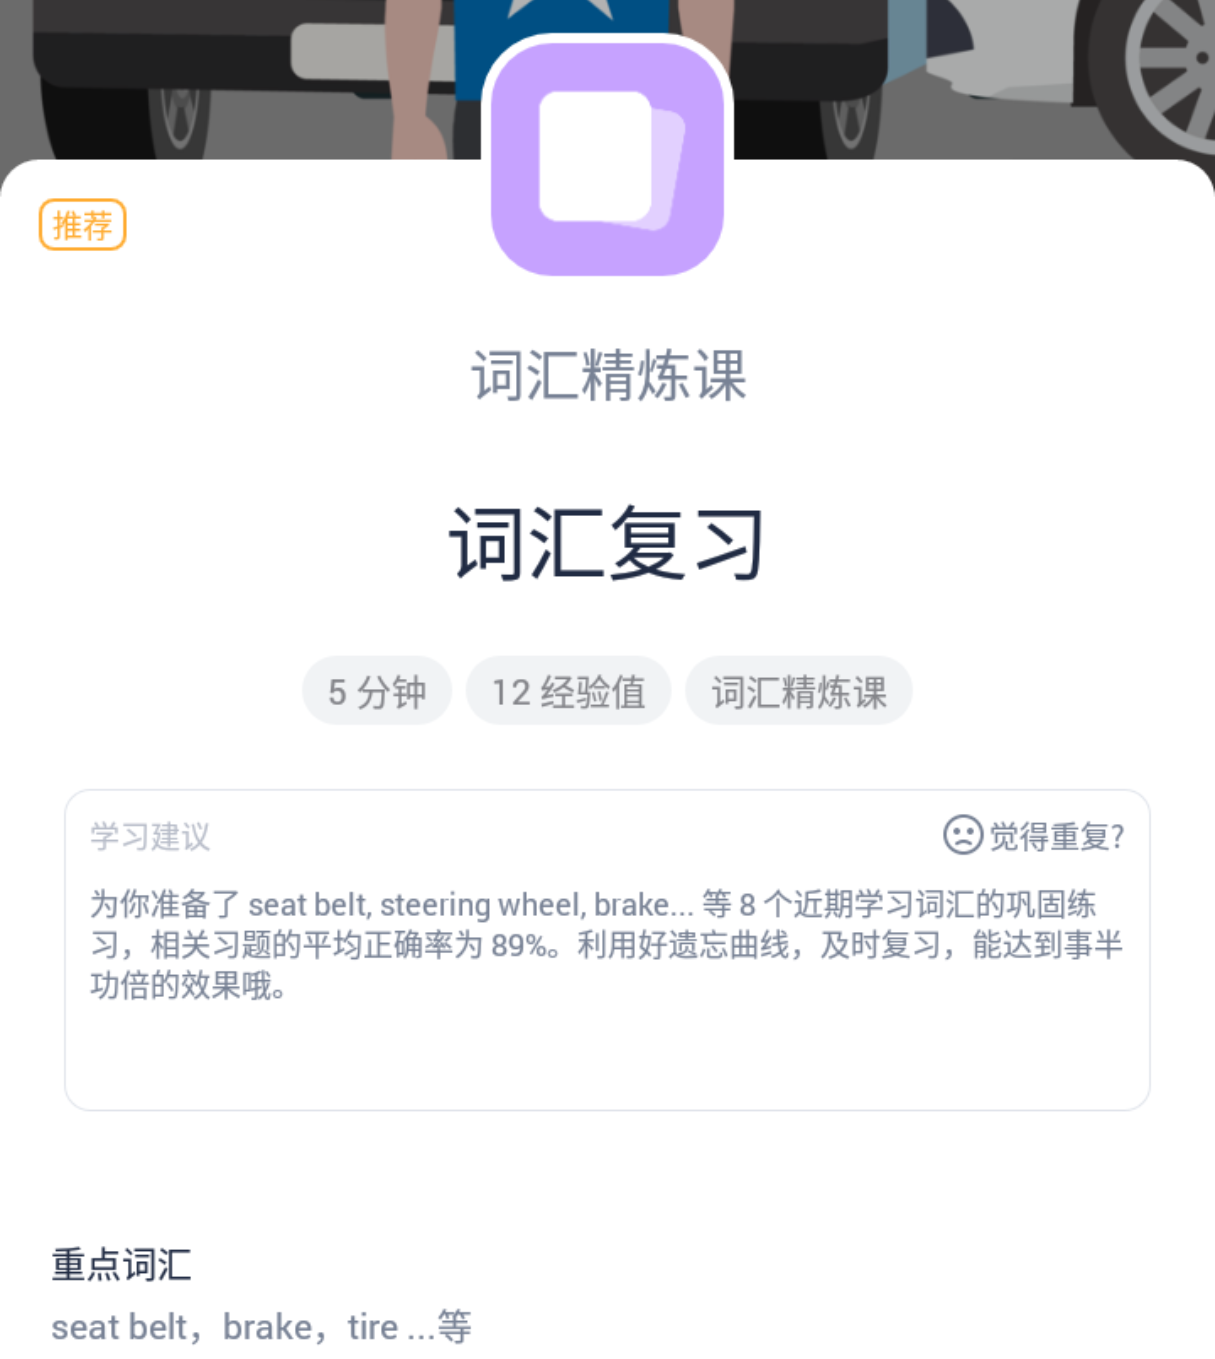 推荐
词汇精炼课
词汇复习
5 分钟 12 经验值 词汇精炼课
学习建议 觉得重复?
为你准备了 seat belt, steering wheel, brake... 等 8 个近期学习词汇的巩固练
习，相关习题的平均正确率为 89%。利用好遗忘曲线，及时复习，能达到事半
功倍的效果哦。
重点词汇
seat belt，brake，tire ...等